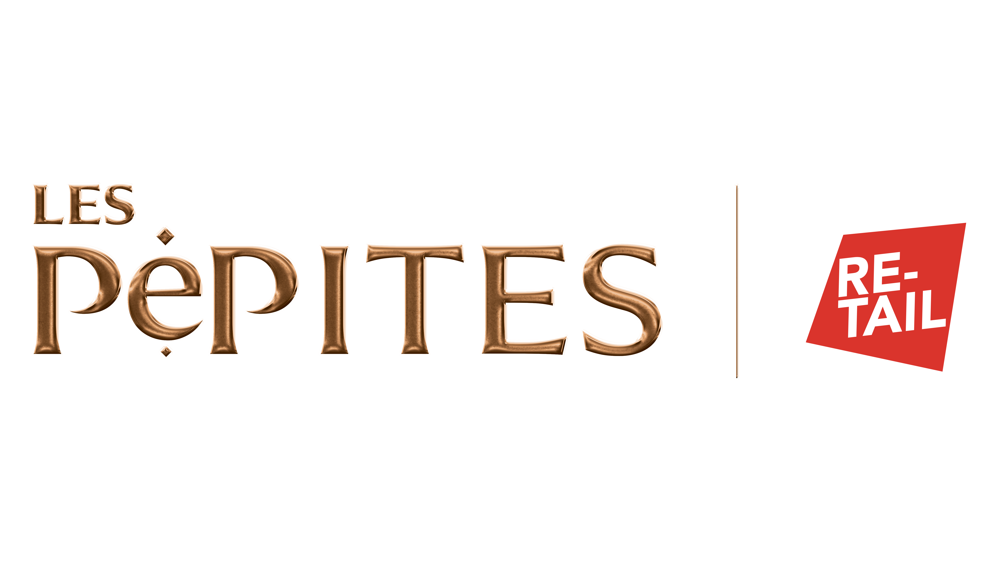 LES
PéPITES
RE-
TAIL